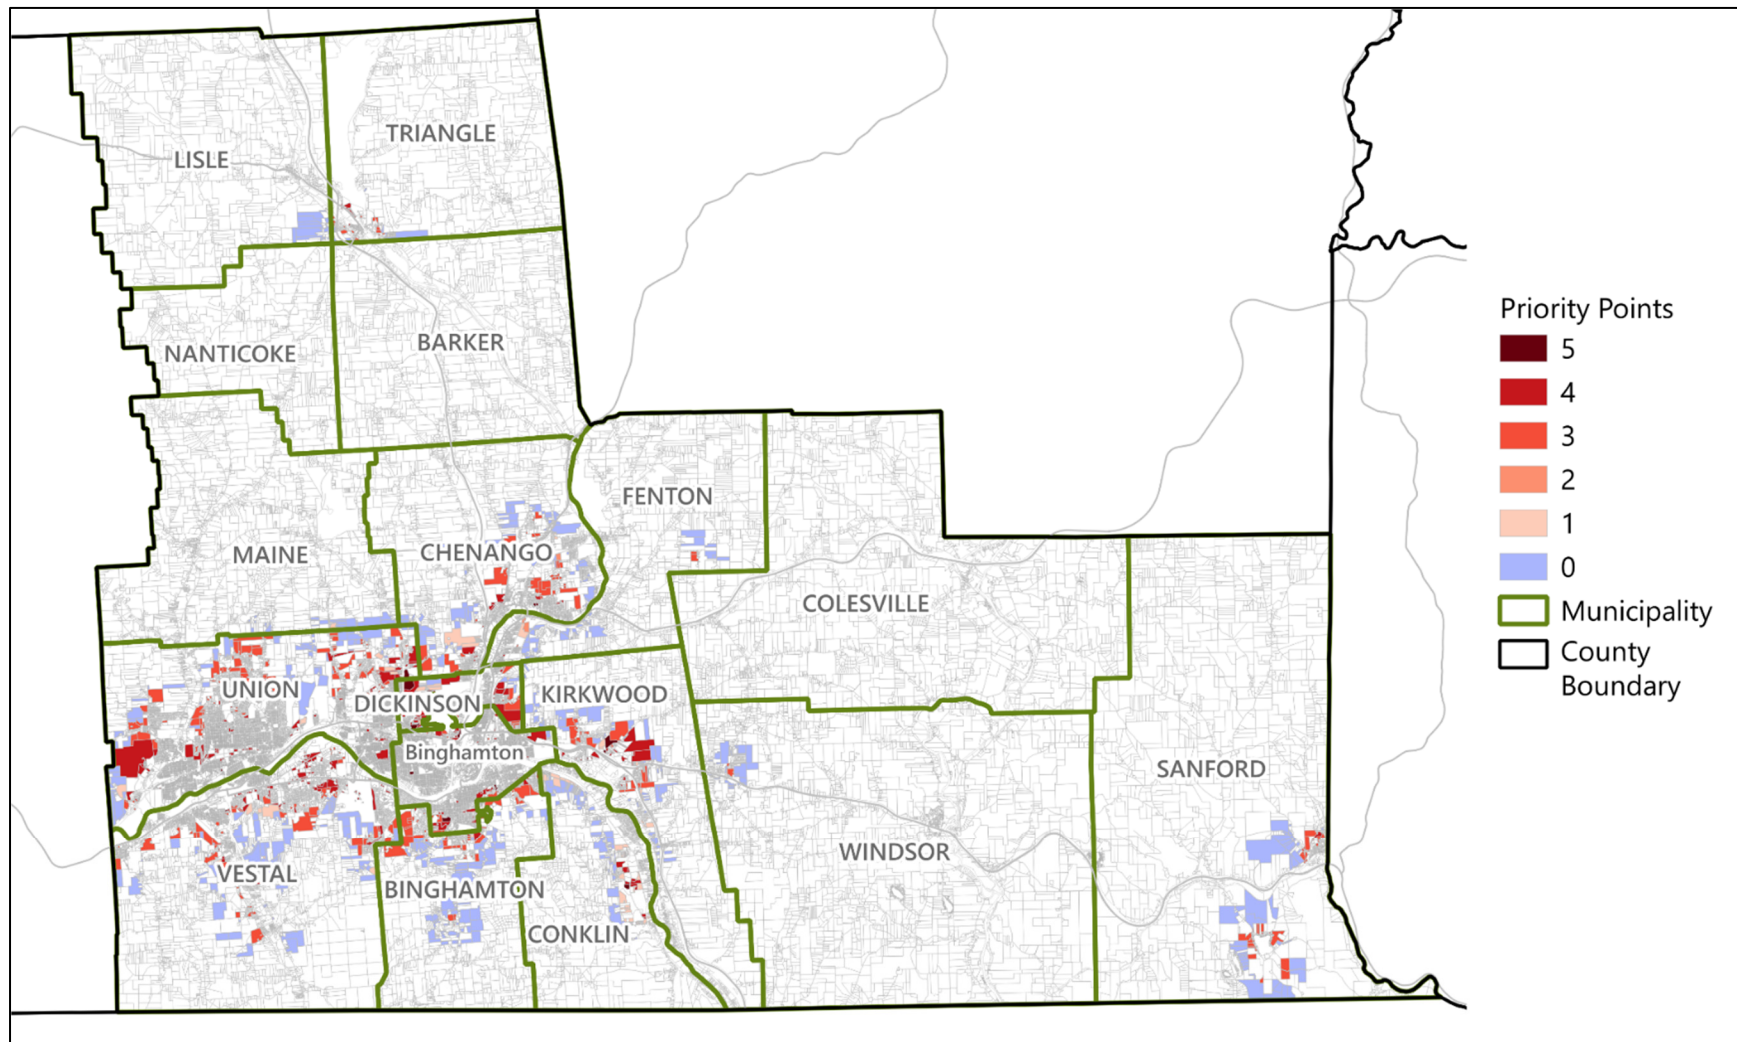 TRIANGLE
LISLE
BARKER
NANTICOKE
FENTON
CHENANGO
MAINE
COLESVILLE
UNION
KIRKWOOD
DICKINSON
Binghamton
SANFORD
WINDSOR
VESTAL
BINGHAMTON
CONKLIN
Priority Points
5
4
3
2
1
0
Municipality
County
Boundary